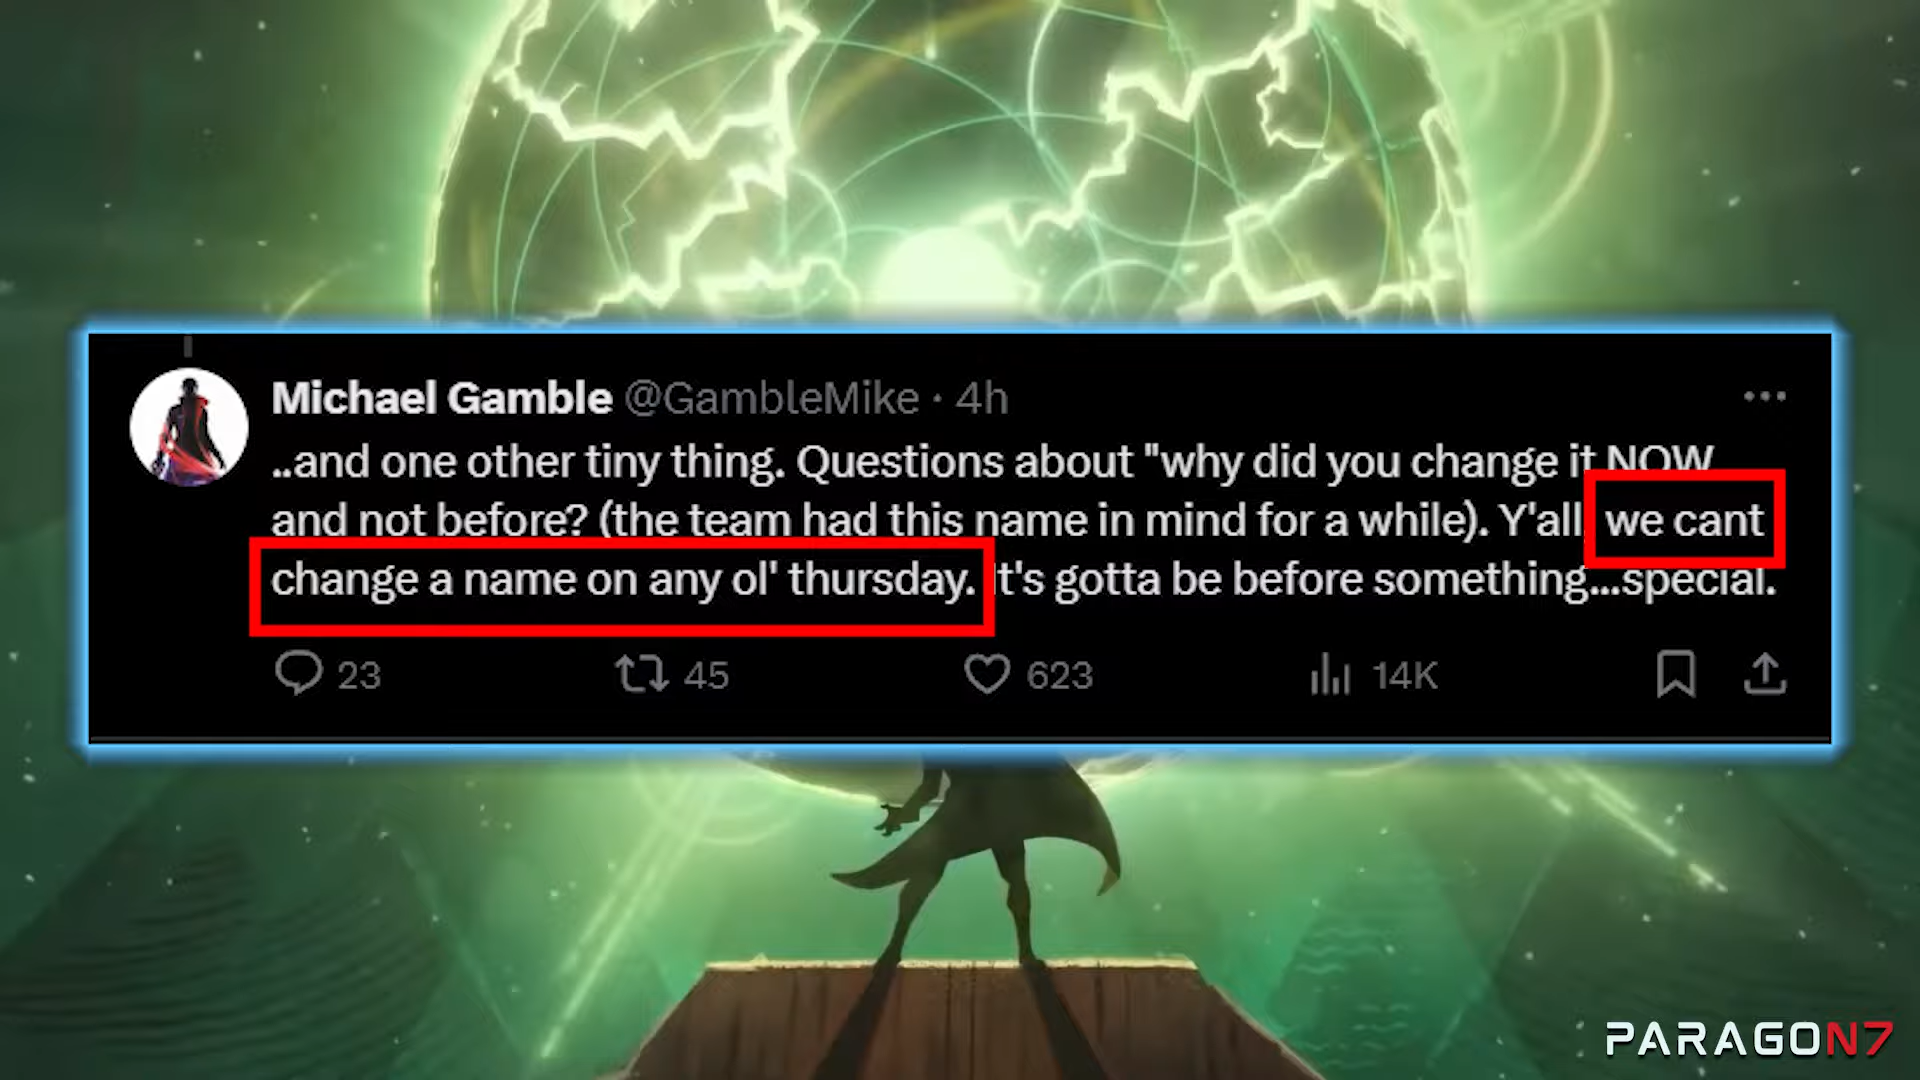 Michael Gamble @GambleMike · 4h
..and one other tiny thing. Questions about "why did you change it NOW
and not before? (the team had this name in mind for a while). Y'all we cant
change a name on any ol' thursday. It's gotta be before something...special.
23 45 623 14K
PARAGON7